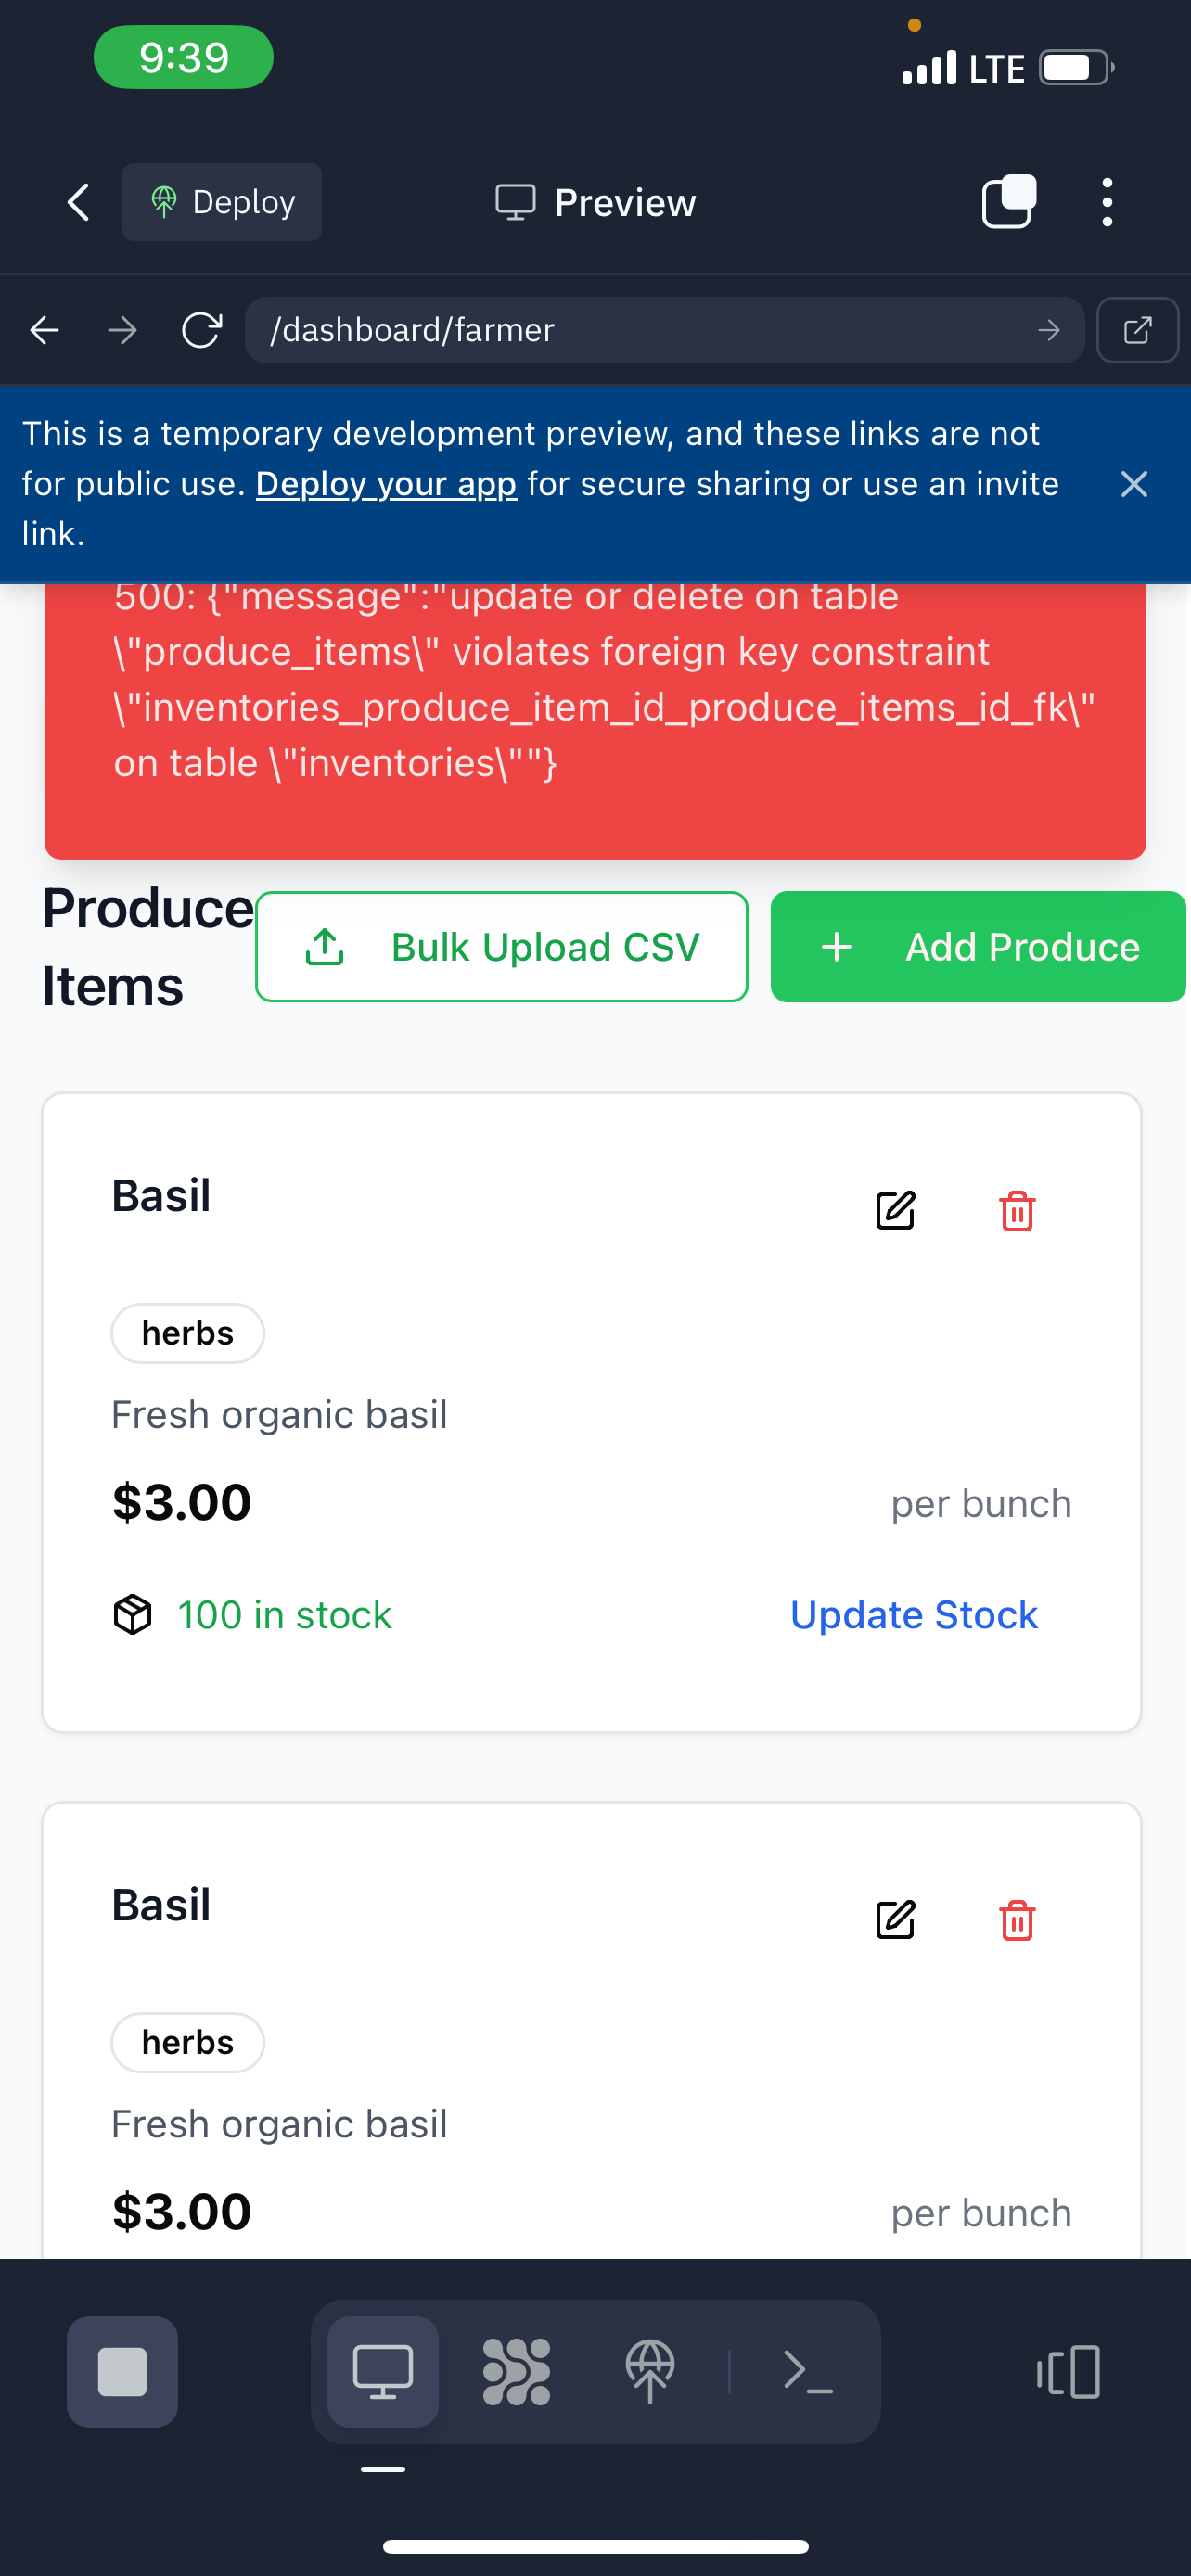 9:39
LTE
Deploy
Preview
/dashboard/farmer
This is a temporary development preview, and these links are not
for public use. Deploy your app for secure sharing or use an invite
link.
500: {"message":"update or delete on table
\"produce_items\" violates foreign key constraint
\"inventories_produce_item_id_produce_items_id_fk\"
on table \"inventories\""}
Produce
Items
Bulk Upload CSV
Add Produce
Basil
herbs
Fresh organic basil
$3.00
per bunch
100 in stock
Update Stock
Basil
herbs
Fresh organic basil
$3.00
per bunch